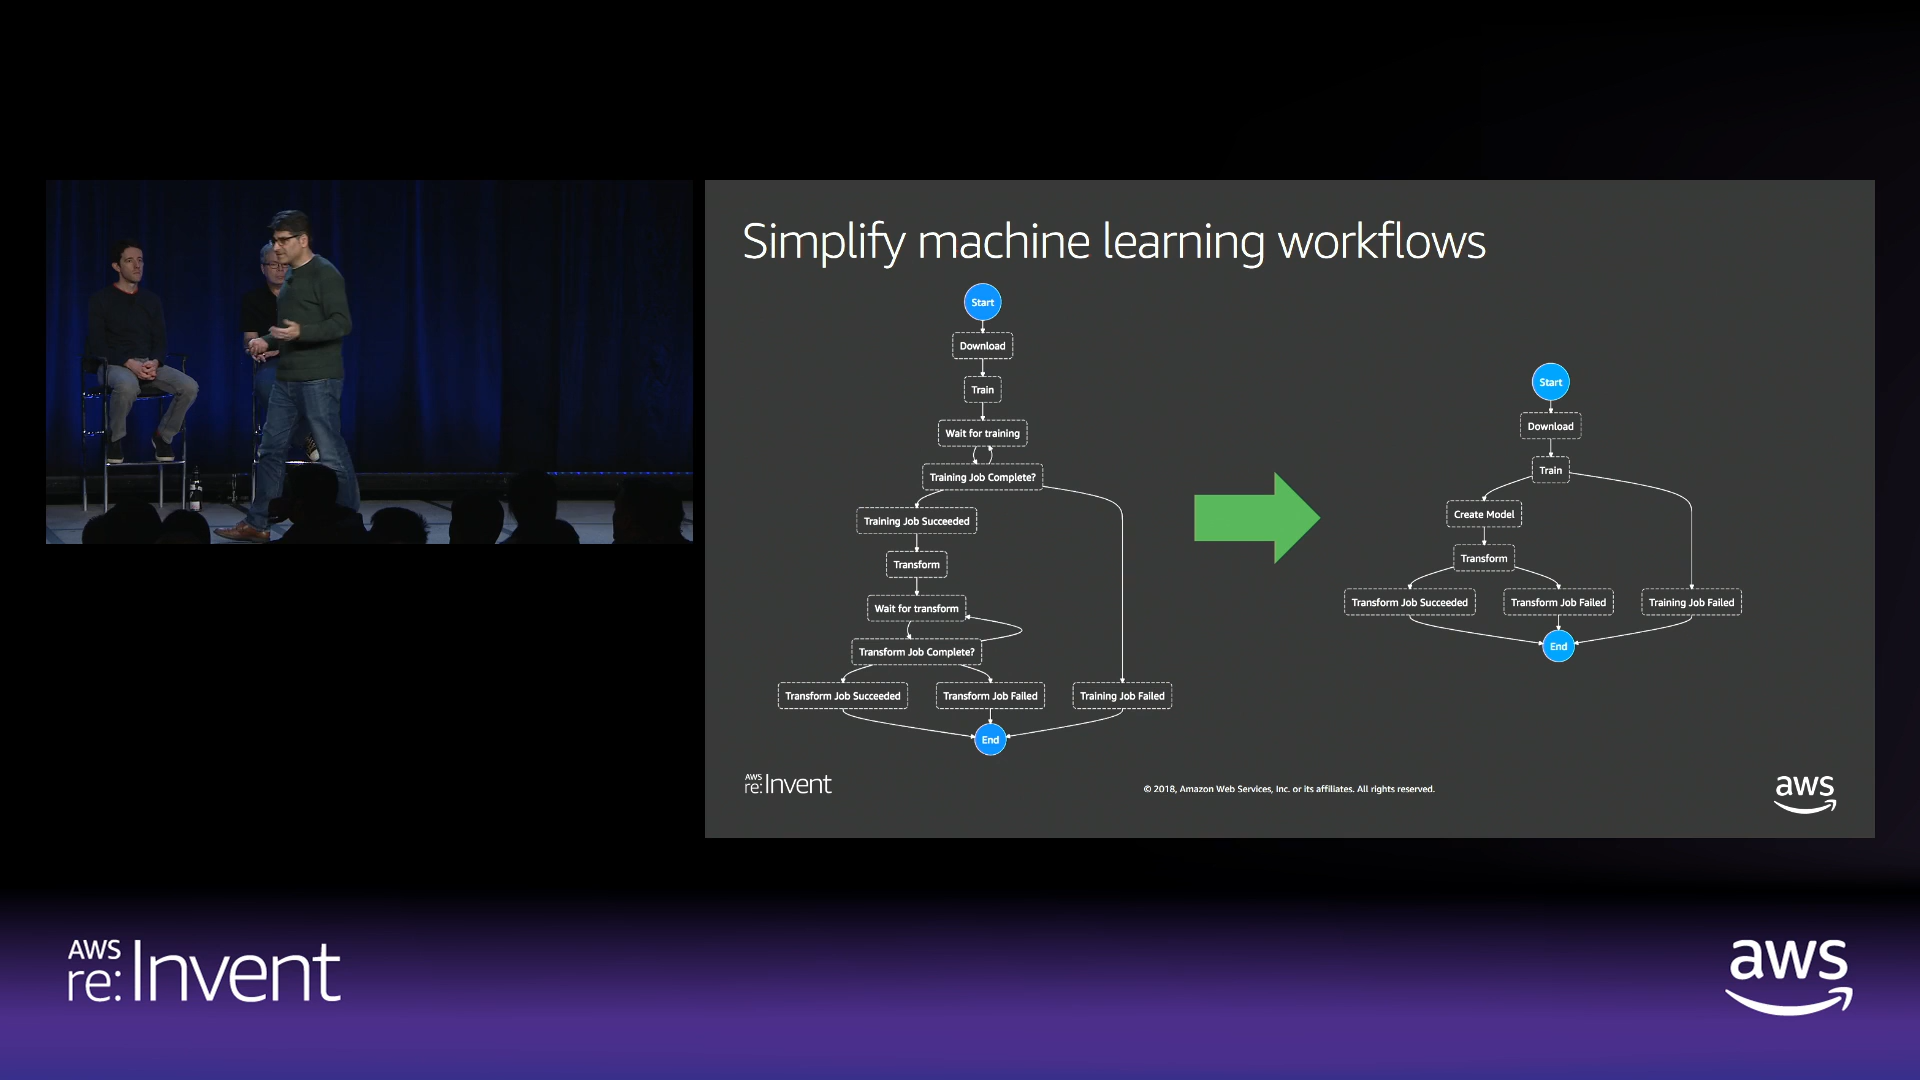 Simplify machine learning workflows
Start
Download
Train
Wait for training
Training Job Complete?
Training Job Succeeded
Transform
Wait for transform
Transform Job Complete?
Transform Job Succeeded
Transform Job Failed
Training Job Failed
End
Start
Download
Train
Create Model
Transform
Transform Job Succeeded
Transform Job Failed
Training Job Failed
End
AWS
re:Invent
© 2018, Amazon Web Services, Inc. or its affiliates. All rights reserved.
aws
AWS
re:Invent
aws